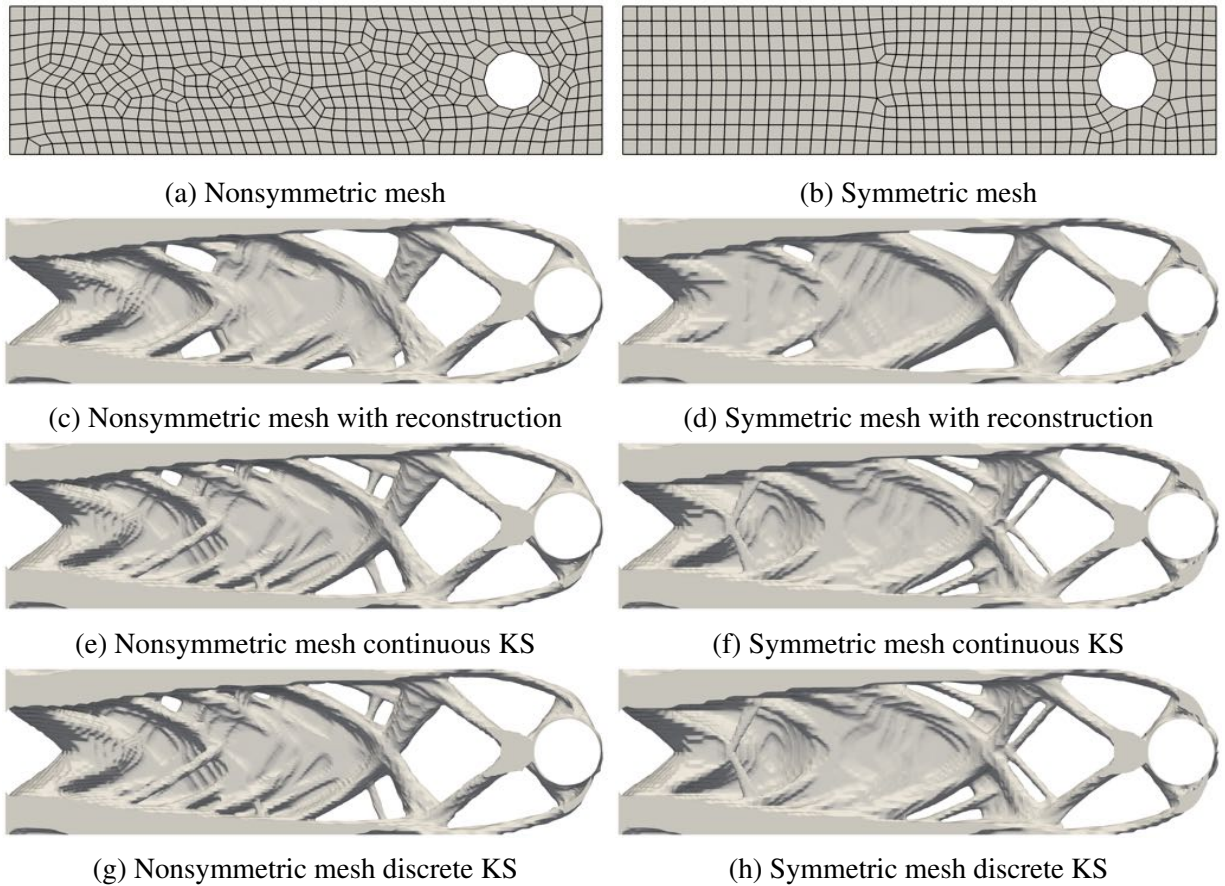 (a) Nonsymmetric mesh
(b) Symmetric mesh
(c) Nonsymmetric mesh with reconstruction
(d) Symmetric mesh with reconstruction
(e) Nonsymmetric mesh continuous KS
(f) Symmetric mesh continuous KS
(g) Nonsymmetric mesh discrete KS
(h) Symmetric mesh discrete KS